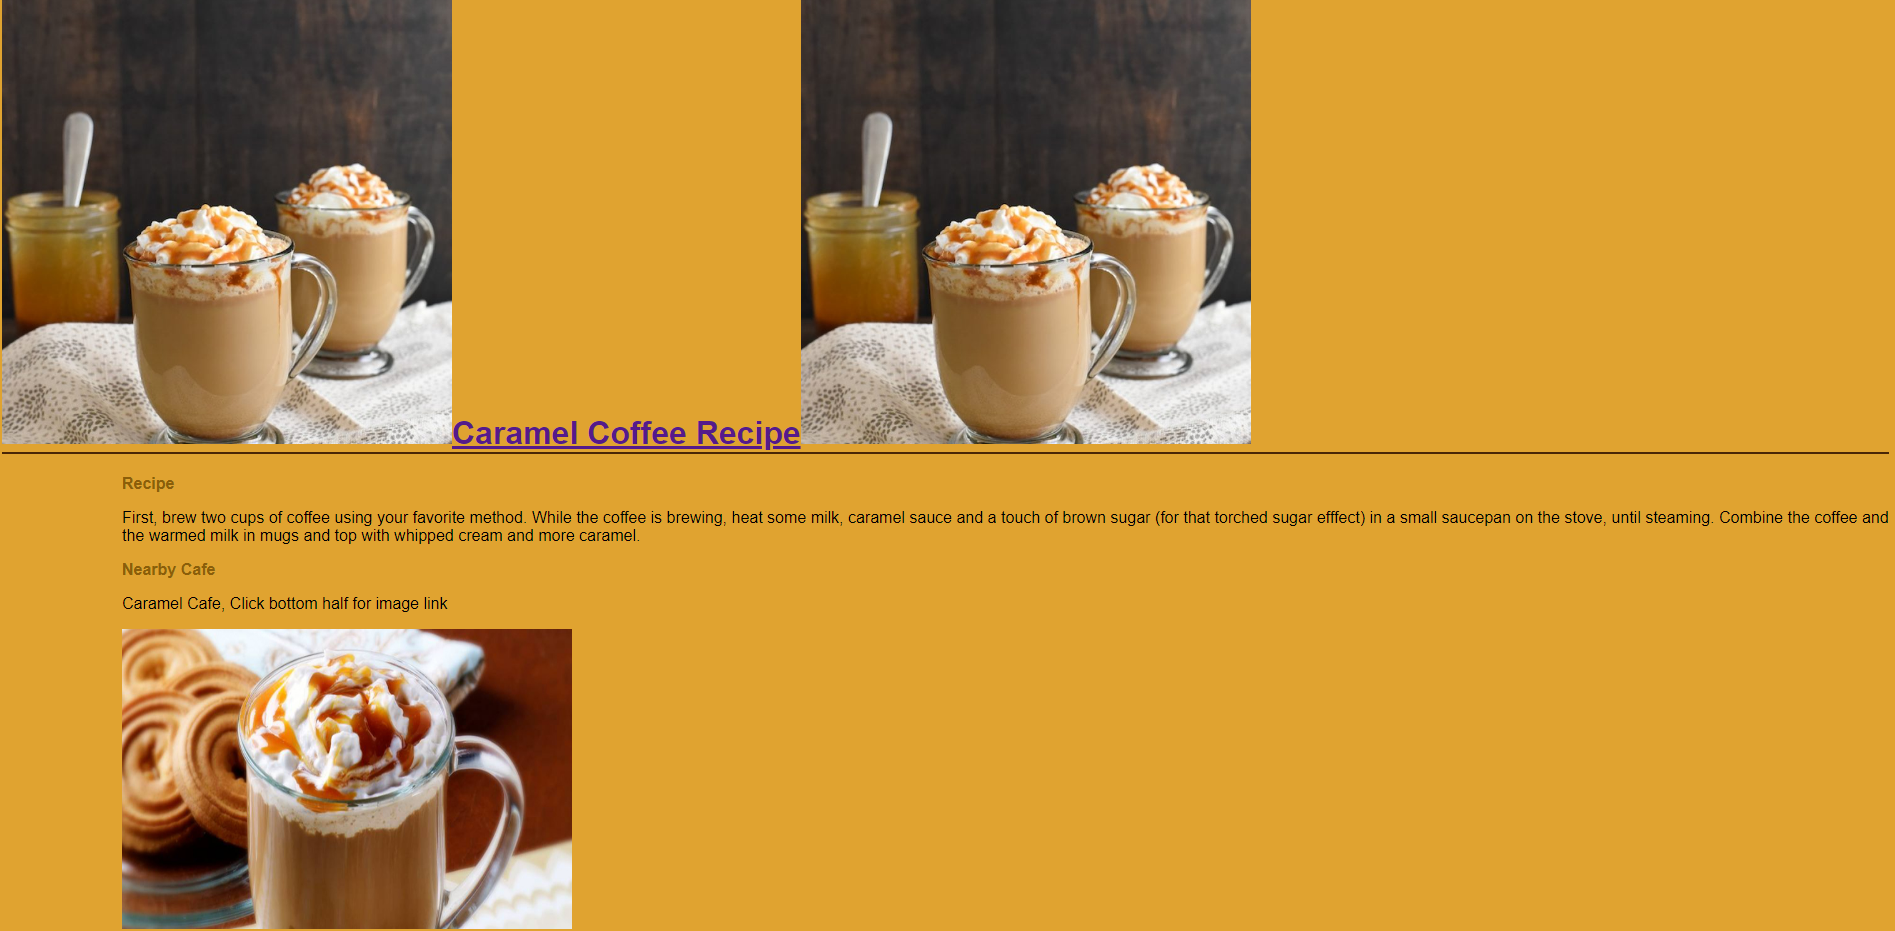 Caramel Coffee Recipe
Recipe
First, brew two cups of coffee using your favorite method. While the coffee is brewing, heat some milk, caramel sauce and a touch of brown sugar (for that torched sugar efffect) in a small saucepan on the stove, until steaming. Combine the coffee and
the warmed milk in mugs and top with whipped cream and more caramel.
Nearby Cafe
Caramel Cafe, Click bottom half for image link